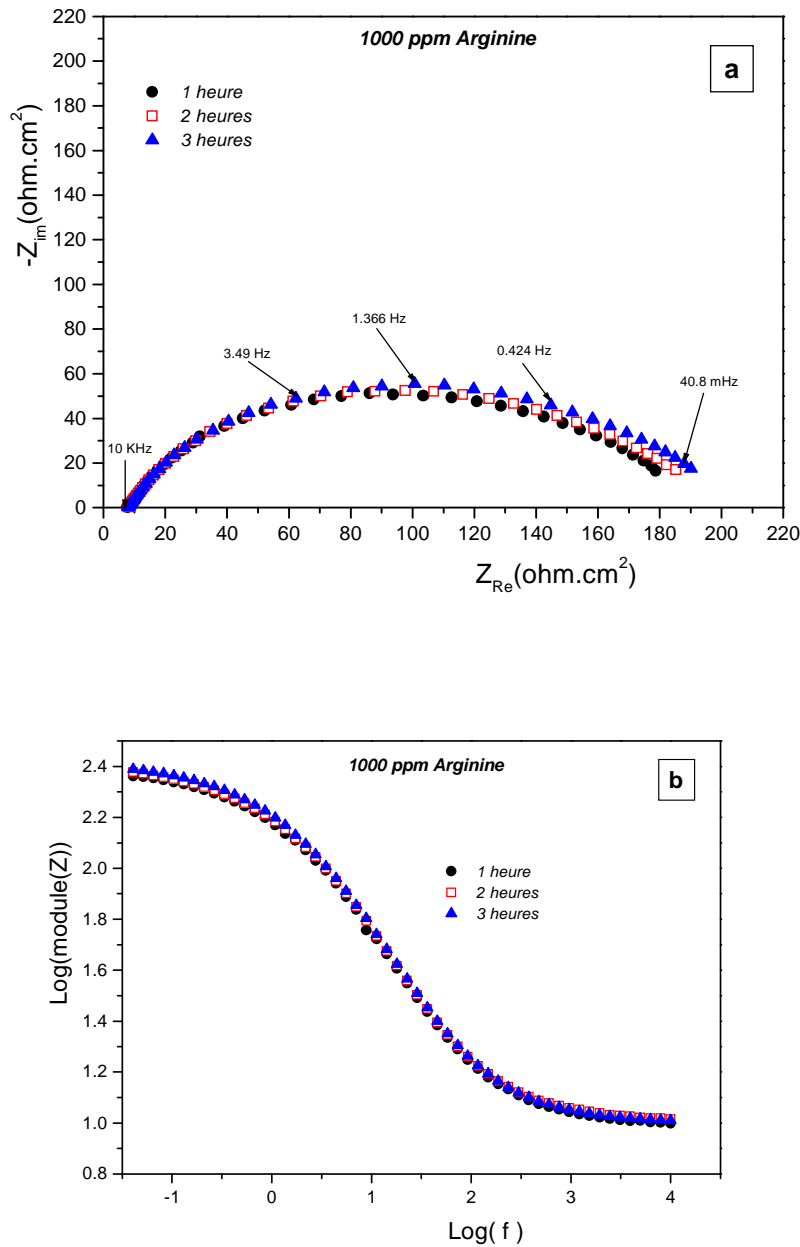 1000 ppm Arginine
a
1 heure
2 heures
3 heures
220
200
180
160
140
120
100
80
60
40
20
0
-Z_im(ohm.cm²)
10 KHz
3.49 Hz
1.366 Hz
0.424 Hz
40.8 mHz
0 20 40 60 80 100 120 140 160 180 200 220
Z_Re(ohm.cm²)
1000 ppm Arginine
b
1 heure
2 heures
3 heures
2.4
2.2
2.0
1.8
1.6
1.4
1.2
1.0
0.8
Log(module(Z))
-1 0 1 2 3 4
Log( f )